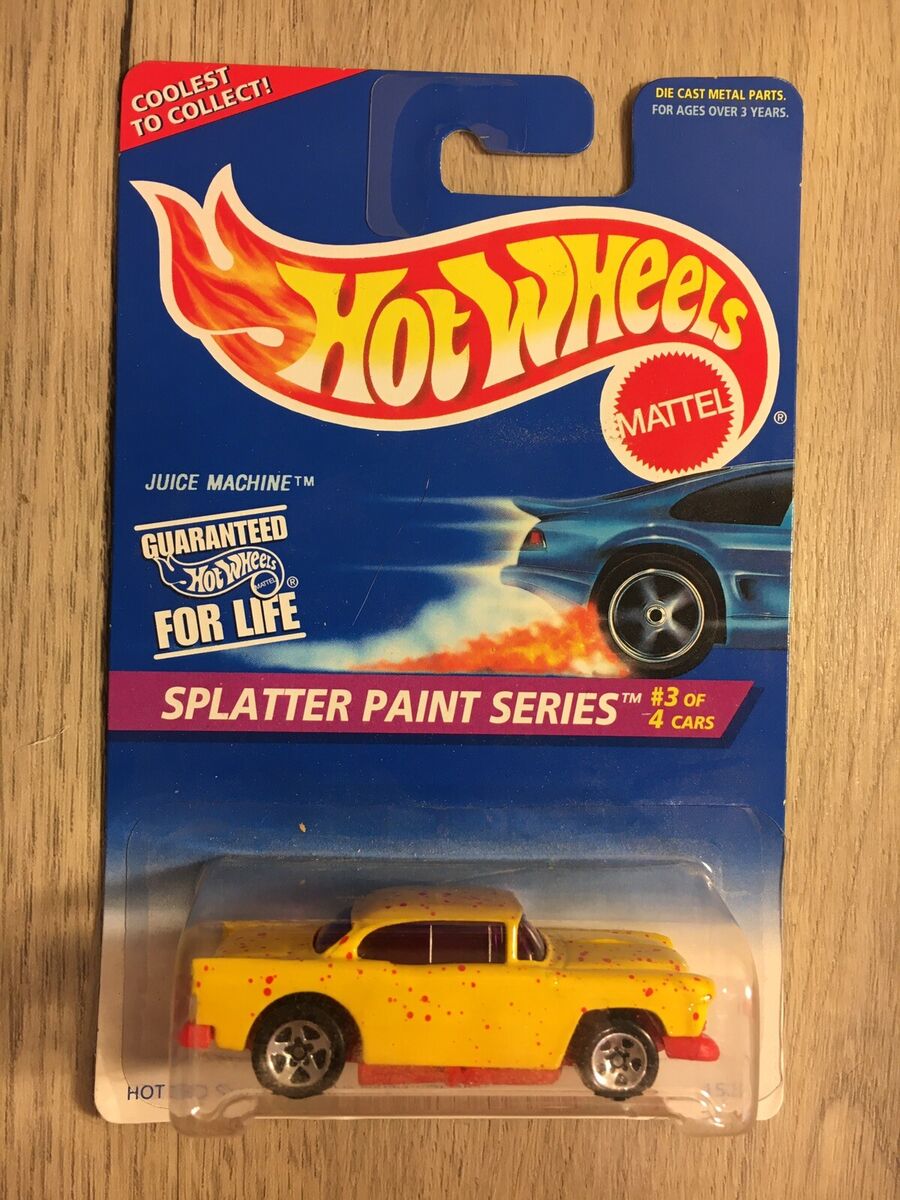 COOLEST
TO COLLECT!
DIE CAST METAL PARTS.
FOR AGES OVER 3 YEARS.
HOT WHEELS
MATTEL
®
JUICE MACHINE™
GUARANTEED
HOT WHEELS
MATTEL
®
FOR LIFE
SPLATTER PAINT SERIES™ #3 OF
4 CARS
HOT